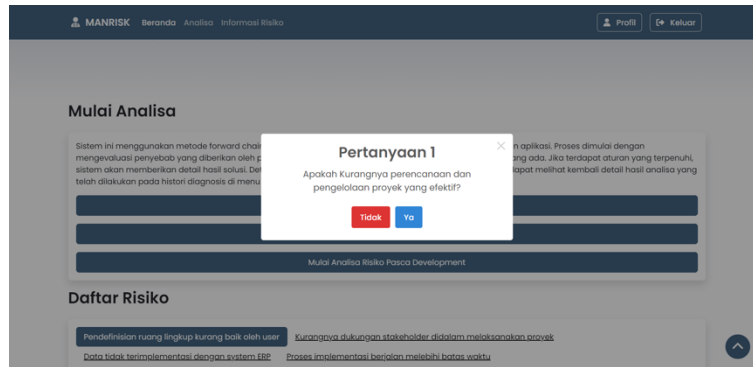 MANRISK Beranda Analisa Informasi Risiko Profil Keluar
Mulai Analisa
Sistem ini menggunakan metode forward chai n aplikasi. Proses dimulai dengan
mengevaluasi penyebab yang diberikan oleh p ang ada. Jika terdapat aturan yang terpenuhi,
sistem akan memberikan detail hasil solusi. Det dapat melihat kembali detail hasil analisa yang
telah dilakukan pada histori diagnosis di menu
Pertanyaan 1
Apakah Kurangnya perencanaan dan
pengelolaan proyek yang efektif?
Tidak Ya
Mulai Analisa Risiko Pasca Development
Daftar Risiko
Pendefinisian ruang lingkup kurang baik oleh user Kurangnya dukungan stakeholder didalam melaksanakan proyek
Data tidak terimplementasi dengan system ERP Proses implementasi berjalan melebihi batas waktu